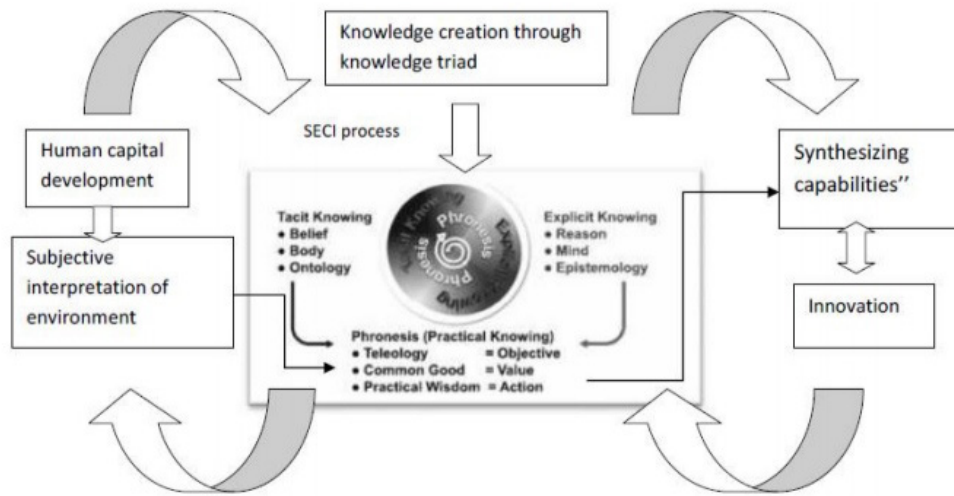 Knowledge creation through
knowledge triad
SECI process
Human capital
development
Subjective
interpretation of
environment
Tacit Knowing
• Belief
• Body
• Ontology
Phronesis
Phronesis
Explicit Knowing
• Reason
• Mind
• Epistemology
Phronesis (Practical Knowing)
• Teleology = Objective
• Common Good = Value
• Practical Wisdom = Action
Synthesizing
capabilities’’
Innovation